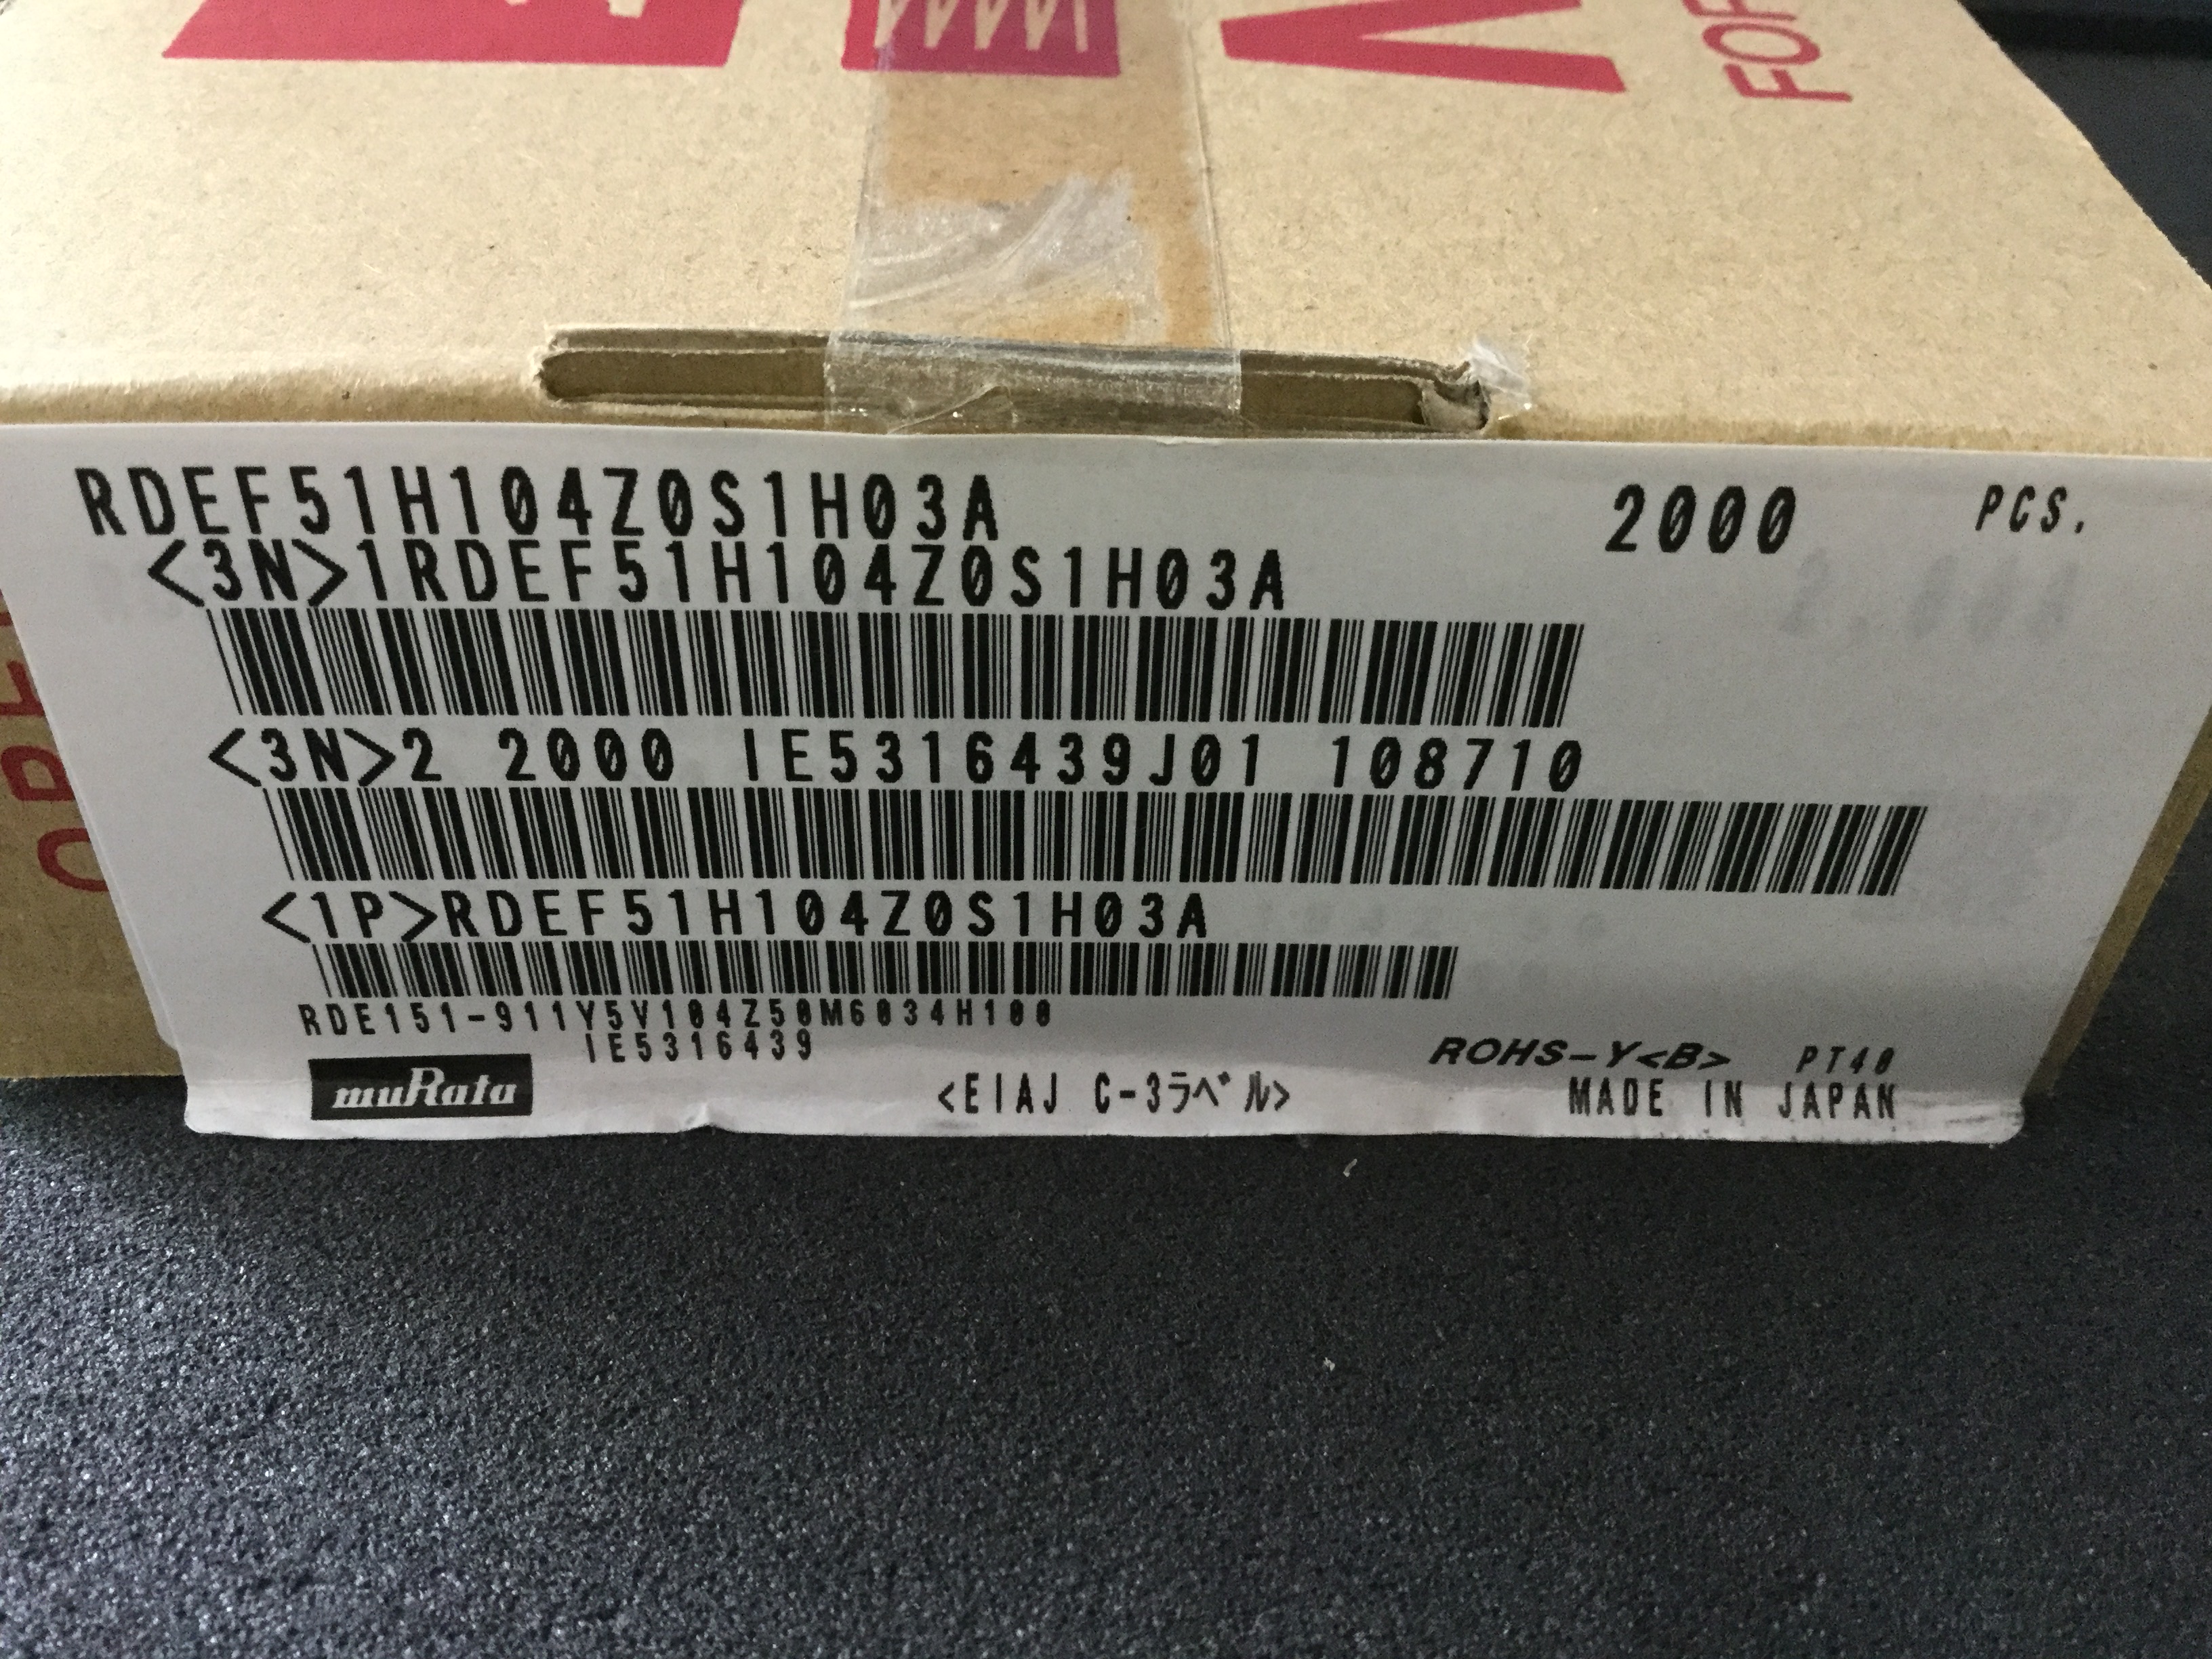 FOR
RDEF51H104Z0S1H03A 2000 PCS.
<3N>1RDEF51H104Z0S1H03A
<3N>2 2000 IE5316439J01 108710
<1P>RDEF51H104Z0S1H03A
RDE151-911Y5V104Z50M6034H100
IE5316439
ROHS-Y<B> PT40
muRata
<EIAJ C-3ラベル>
MADE IN JAPAN